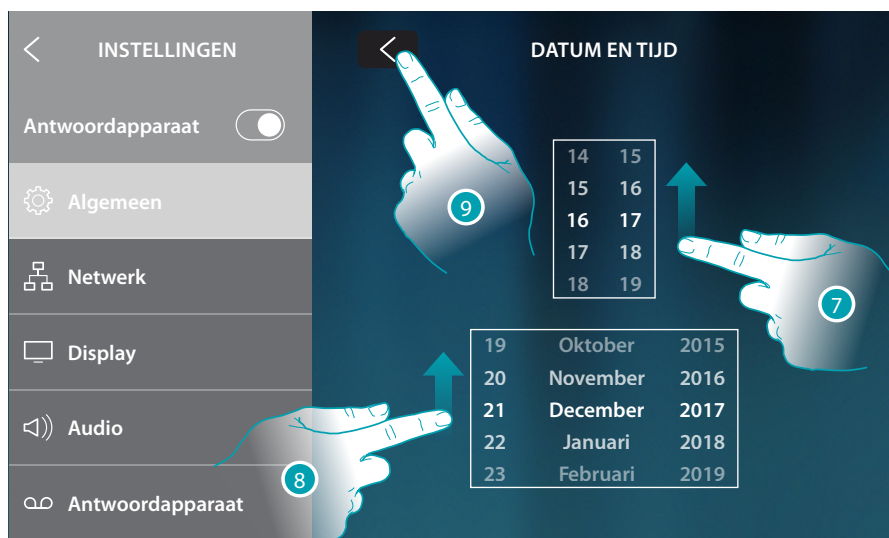 INSTELLINGEN
Antwoordapparaat
Algemeen
Netwerk
Display
Audio
Antwoordapparaat
DATUM EN TIJD
9
14 15
15 16
16 17
17 18
18 19
7
19 Oktober 2015
20 November 2016
21 December 2017
22 Januari 2018
23 Februari 2019
8